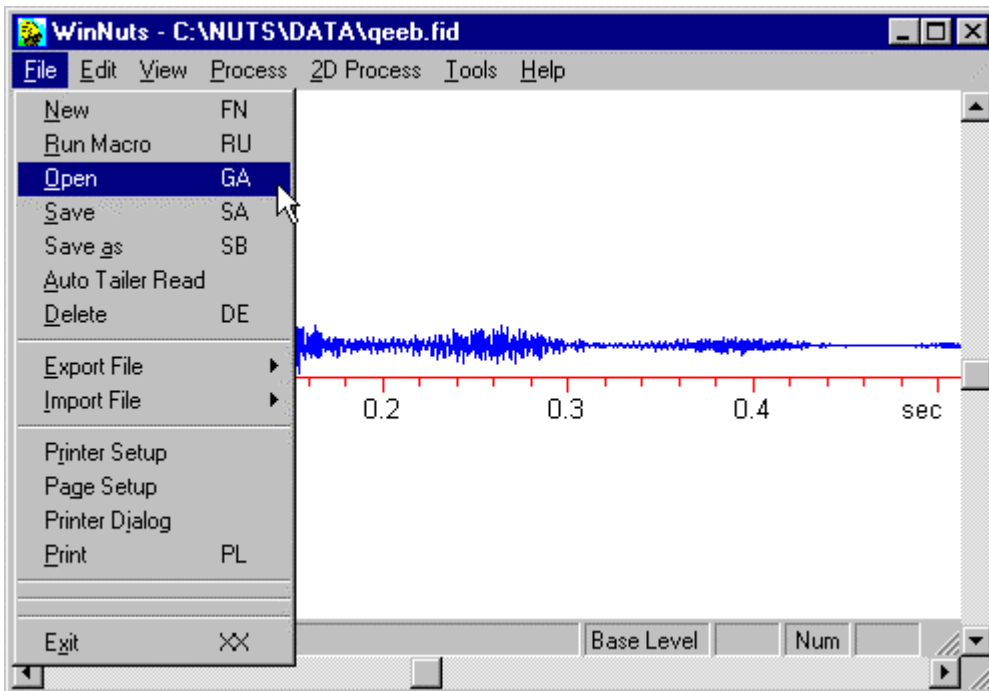 WinNuts - C:\NUTS\DATA\qeeb.fid
File Edit View Process 2D Process Tools Help
New FN
Run Macro RU
Open GA
Save SA
Save as SB
Auto Tailer Read
Delete DE
Export File
Import File
0.2 0.3 0.4 sec
Printer Setup
Page Setup
Printer Dialog
Print PL
Exit XX
Base Level Num